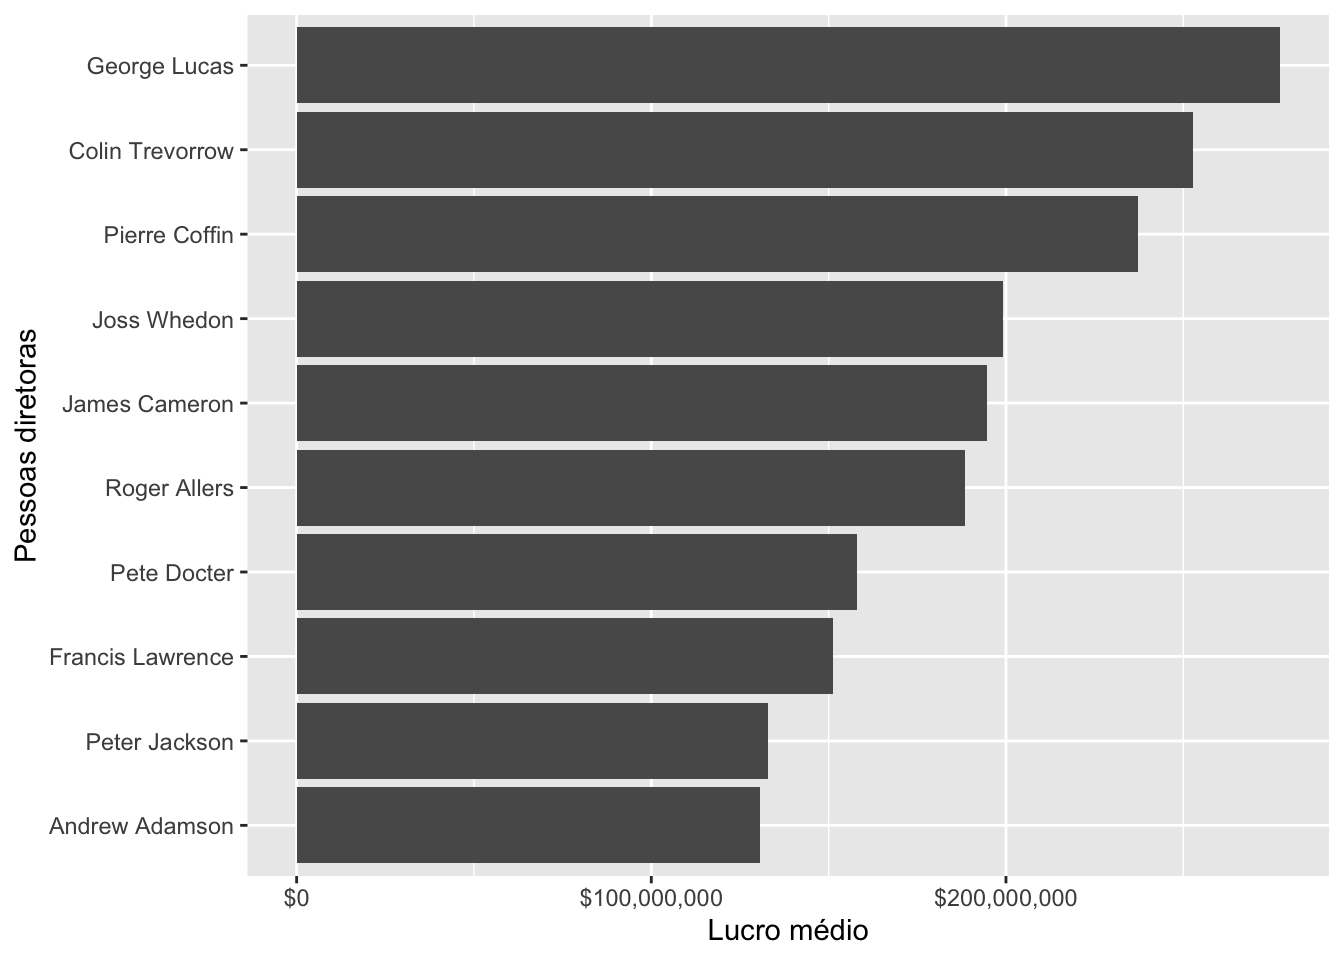 George Lucas
Colin Trevorrow
Pierre Coffin
Joss Whedon
James Cameron
Roger Allers
Pete Docter
Francis Lawrence
Peter Jackson
Andrew Adamson
Pessoas diretoras
$0 $100,000,000 $200,000,000
Lucro médio